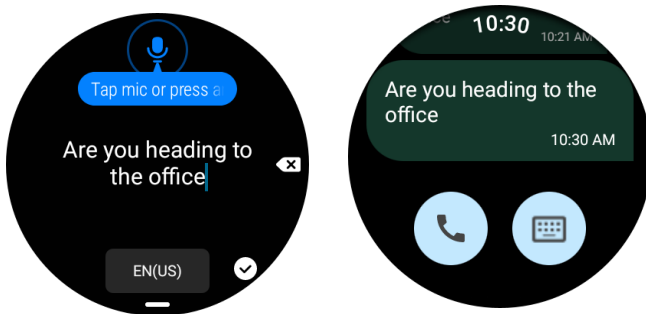 Tap mic or press a
Are you heading to
the office
EN(US)
10:30
10:21 AM
Are you heading to the
office
10:30 AM